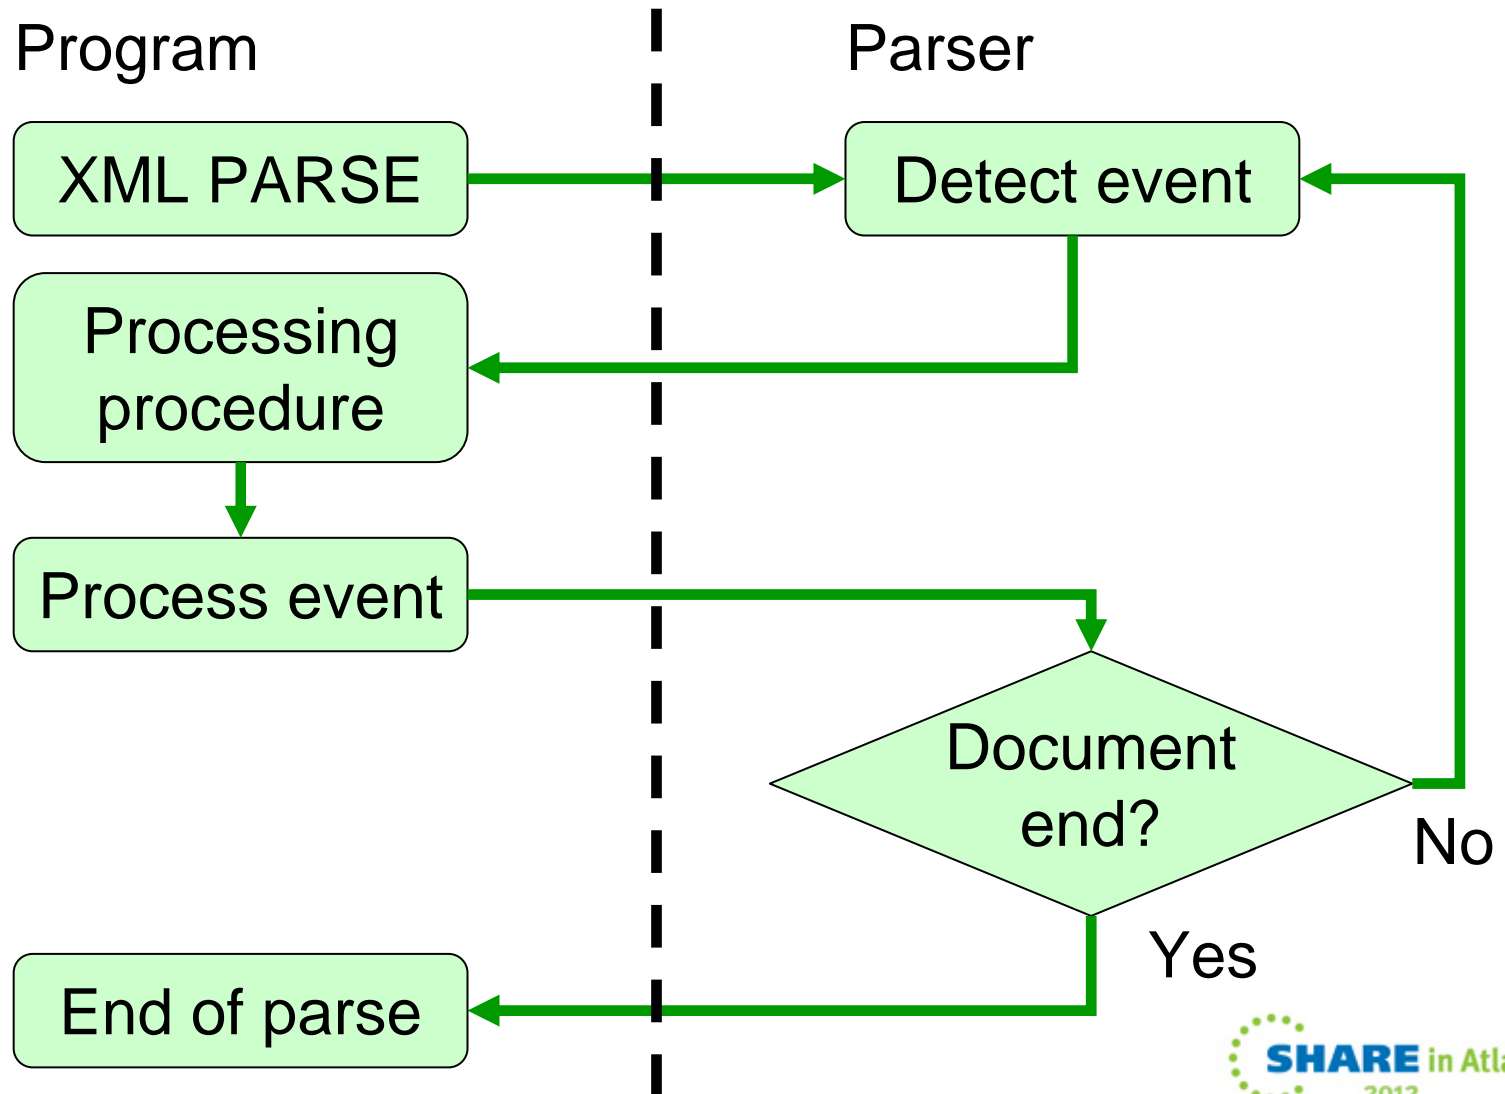 Program
Parser
XML PARSE
Detect event
Processing
procedure
Process event
Document
end?
No
Yes
End of parse
SHARE in
2012